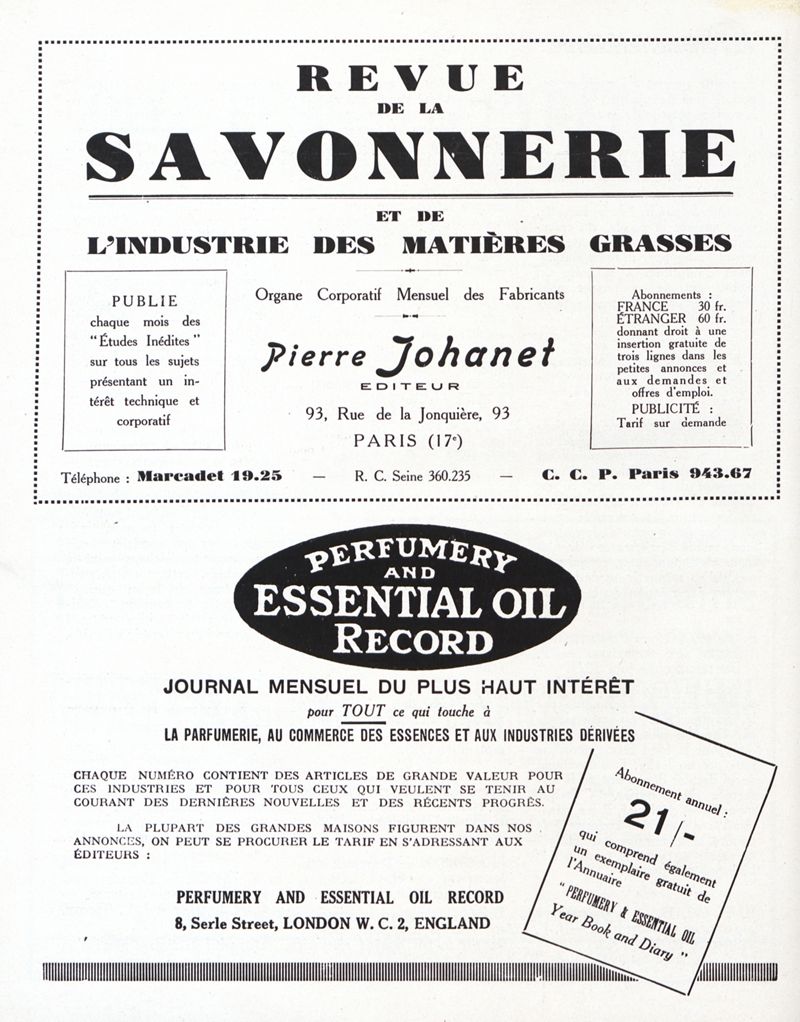 REVUE
DE LA
SAVONNERIE
ET DE
L'INDUSTRIE DES MATIÈRES GRASSES
PUBLIE
chaque mois des
"Études Inédites"
sur tous les sujets
présentant un in-
térêt technique et
corporatif
Organe Corporatif Mensuel des Fabricants
Pierre Johanet
EDITEUR
93, Rue de la Jonquière, 93
PARIS (17e)
Abonnements :
FRANCE 30 fr.
ÉTRANGER 60 fr.
donnant droit à une
insertion gratuite de
trois lignes dans les
petites annonces et
aux demandes et
offres d'emploi.
PUBLICITÉ :
Tarif sur demande
Téléphone : Marcadet 19.25 — R. C. Seine 360.235 — C. C. P. Paris 943.67
PERFUMERY
AND
ESSENTIAL OIL
RECORD
JOURNAL MENSUEL DU PLUS HAUT INTÉRÊT
pour TOUT ce qui touche à
LA PARFUMERIE, AU COMMERCE DES ESSENCES ET AUX INDUSTRIES DÉRIVÉES
CHAQUE NUMÉRO CONTIENT DES ARTICLES DE GRANDE VALEUR POUR
CES INDUSTRIES ET POUR TOUS CEUX QUI VEULENT SE TENIR AU
COURANT DES DERNIÈRES NOUVELLES ET DES RÉCENTS PROGRÈS.
LA PLUPART DES GRANDES MAISONS FIGURENT DANS NOS
ANNONCES, ON PEUT SE PROCURER LE TARIF EN S'ADRESSANT AUX
ÉDITEURS :
PERFUMERY AND ESSENTIAL OIL RECORD
8, Serle Street, LONDON W. C. 2, ENGLAND
Abonnement annuel :
21/-
qui comprend également
un exemplaire gratuit de
l'Annuaire
"PERFUMERY & ESSENTIAL OIL
Year Book and Diary"